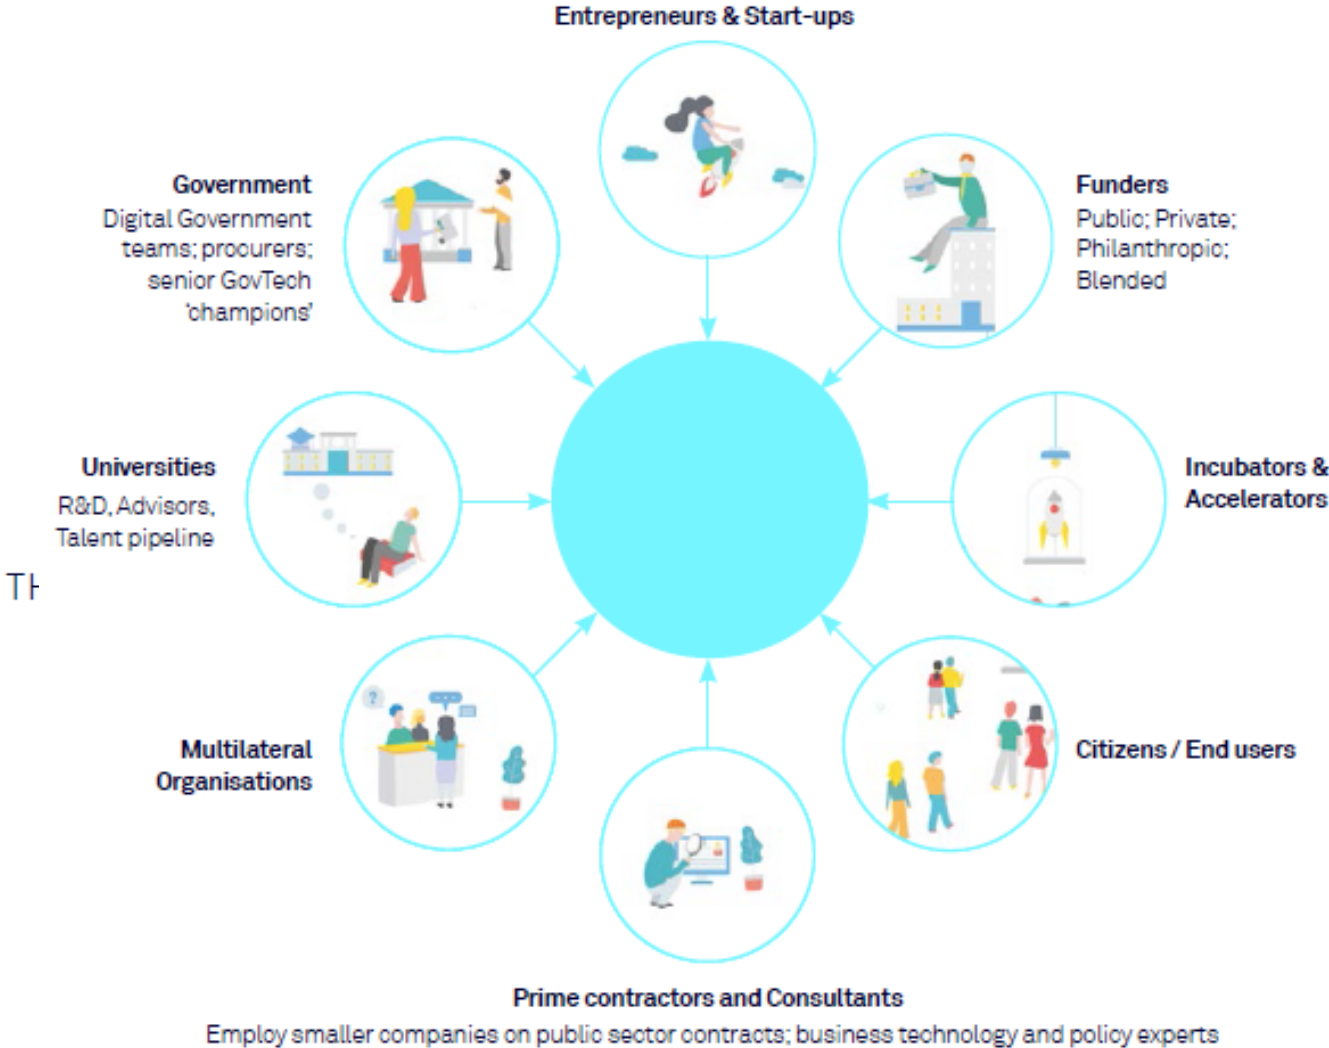 Entrepreneurs & Start-ups
Government
Digital Government
teams; procurers;
senior GovTech
'champions'
Funders
Public; Private;
Philanthropic;
Blended
Universities
R&D, Advisors,
Talent pipeline
Incubators &
Accelerators
?
Multilateral
Organisations
Citizens / End users
Prime contractors and Consultants
Employ smaller companies on public sector contracts; business technology and policy experts